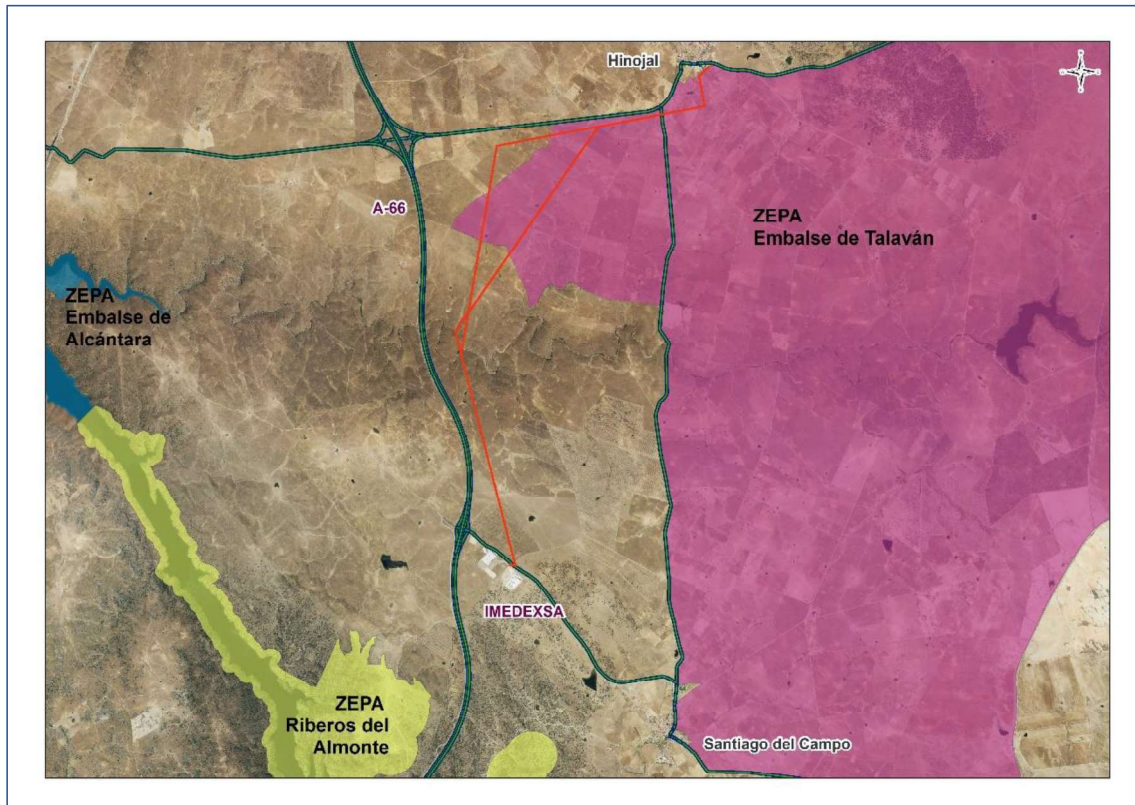 Hinojal
A-66
ZEPA
Embalse de Talaván
ZEPA
Embalse de
Alcántara
IMEDEXSA
ZEPA
Riberos del
Almonte
Santiago del Campo